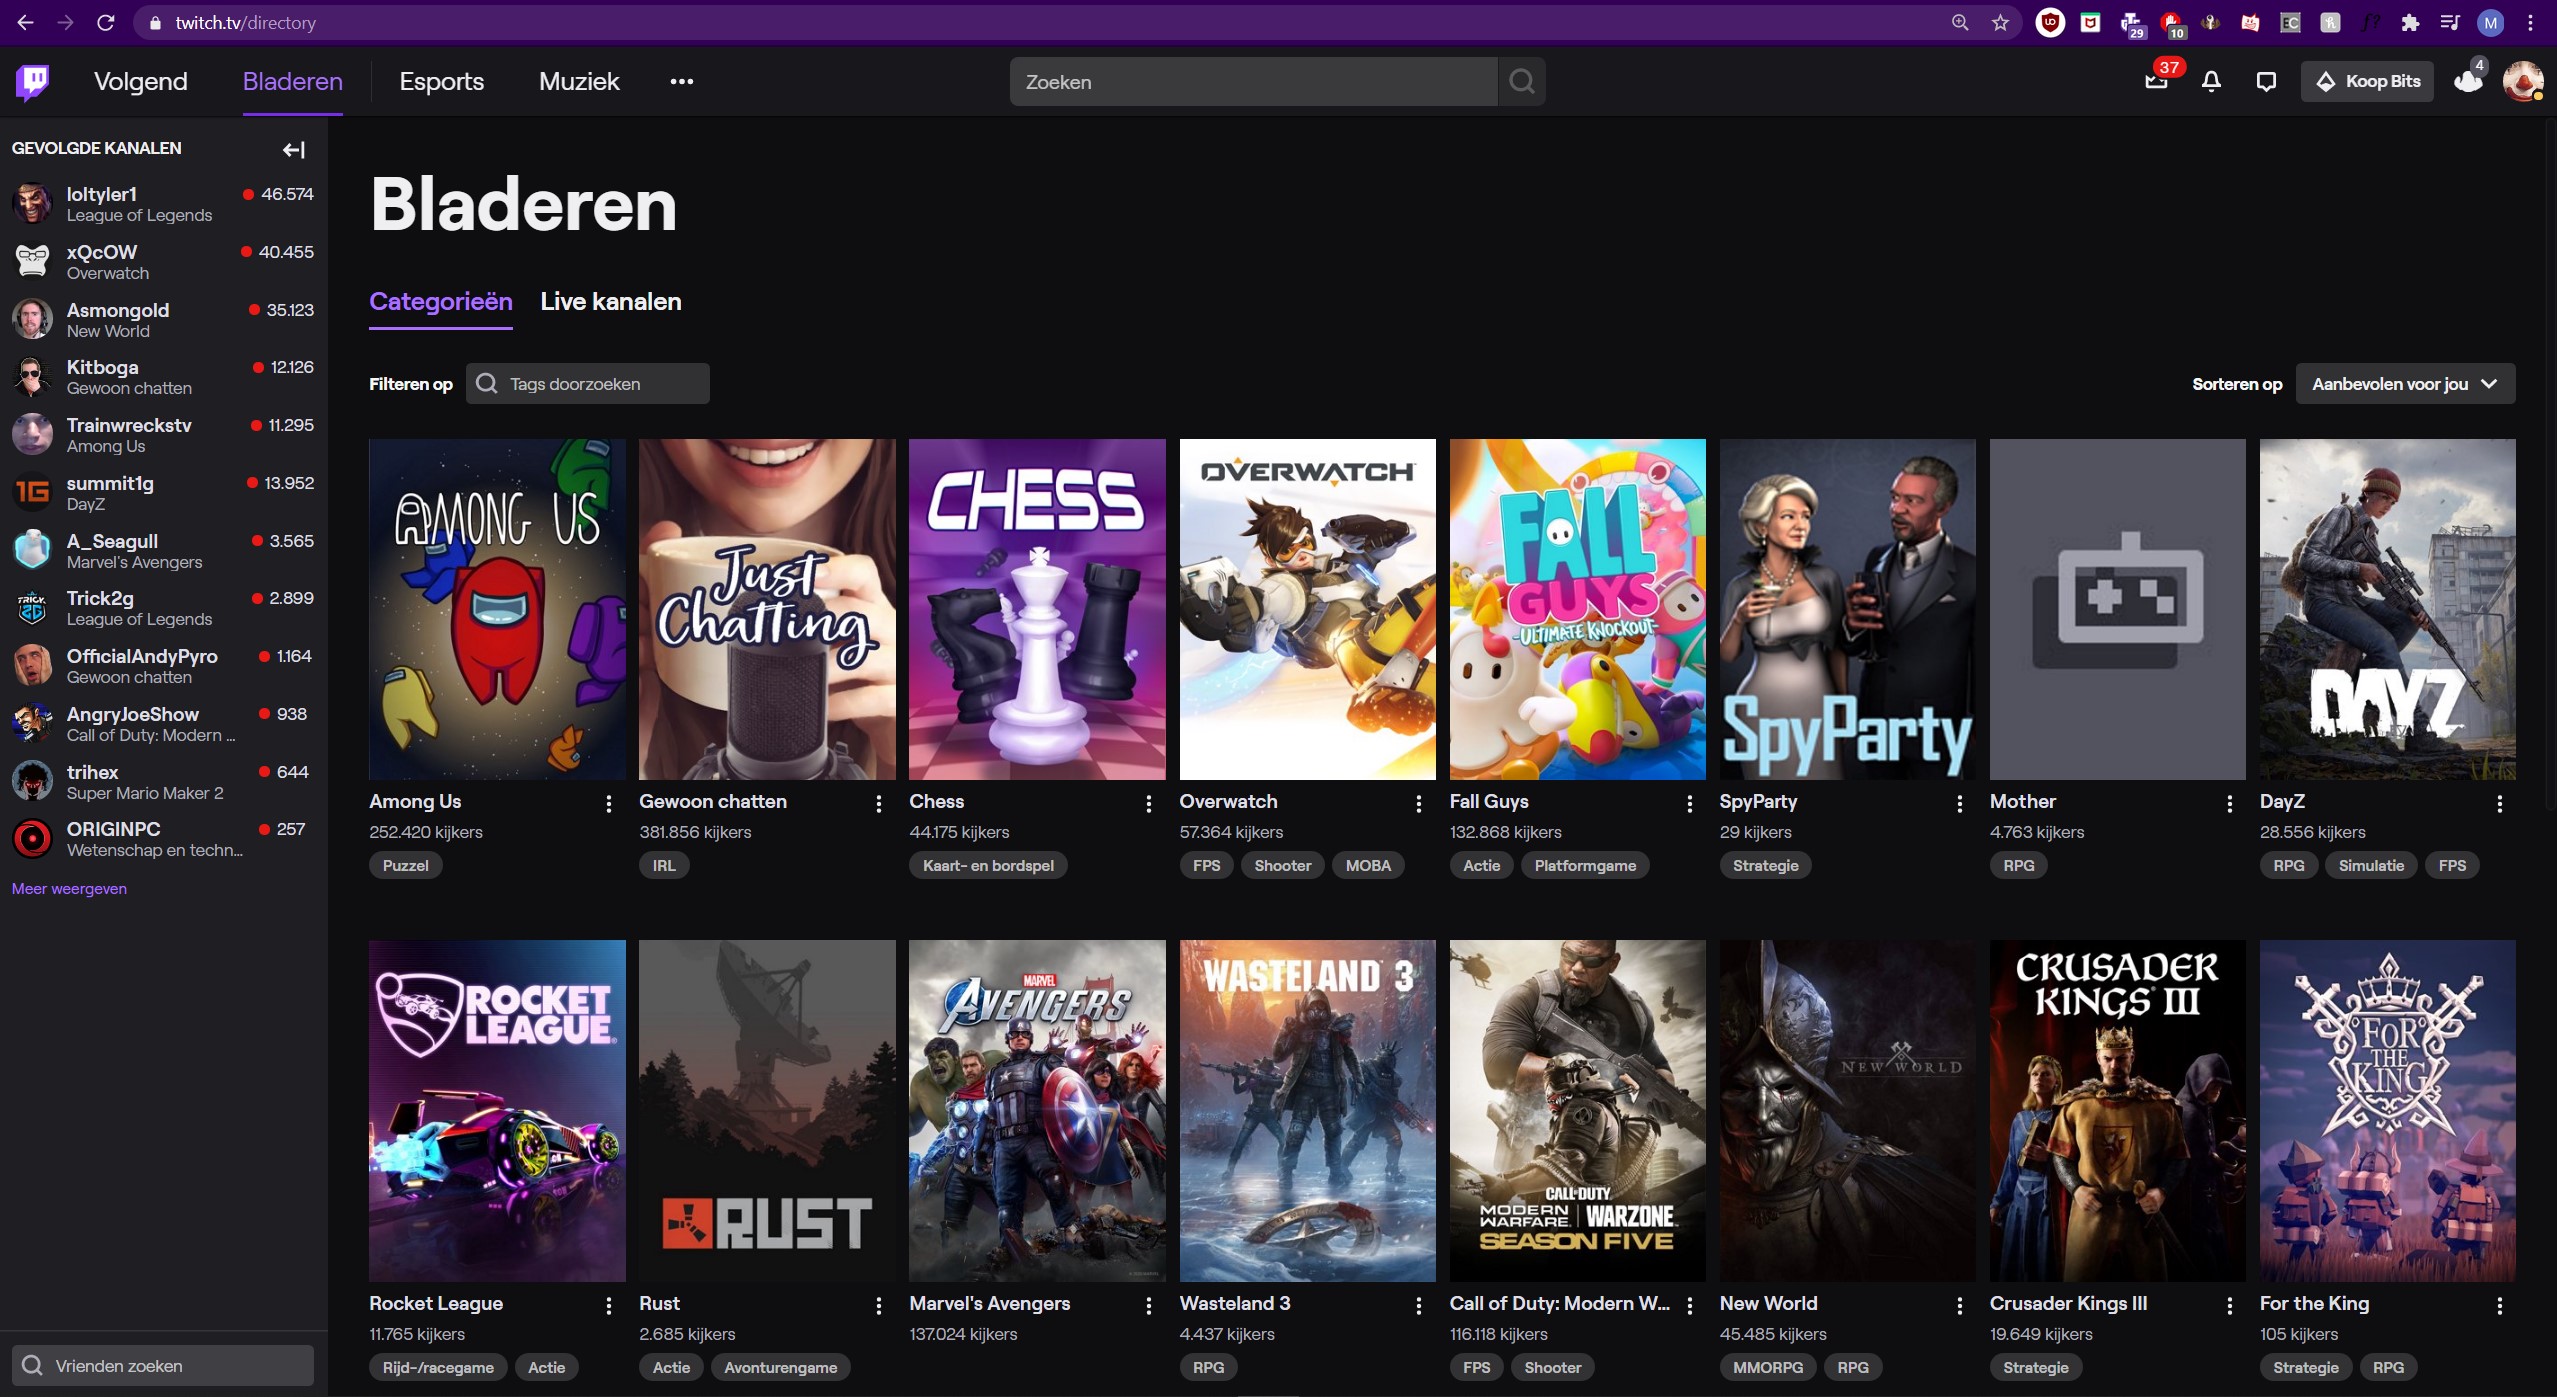 twitch.tv/directory
29
10
EC
M
Volgend
Bladeren
Esports
Muziek
Zoeken
37
Koop Bits
4
GEVOLGDE KANALEN
loltyler1
46.574
League of Legends
xQcOW
40.455
Overwatch
Asmongold
35.123
New World
Kitboga
12.126
Gewoon chatten
Trainwreckstv
11.295
Among Us
summit1g
13.952
DayZ
A_Seagull
3.565
Marvel's Avengers
Trick2g
2.899
League of Legends
OfficialAndyPyro
1.164
Gewoon chatten
AngryJoeShow
938
Call of Duty: Modern ...
trihex
644
Super Mario Maker 2
ORIGINPC
257
Wetenschap en techn...
Meer weergeven
Vrienden zoeken
Bladeren
Categorieën
Live kanalen
Filteren op
Tags doorzoeken
Sorteren op
Aanbevolen voor jou
AMONG US
Just
Chatting
CHESS
OVERWATCH
FALL
GUYS
-ULTIMATE KNOCKOUT-
SpyParty
DAYZ
Among Us
252.420 kijkers
Puzzel
Gewoon chatten
381.856 kijkers
IRL
Chess
44.175 kijkers
Kaart- en bordspel
Overwatch
57.364 kijkers
FPS
Shooter
MOBA
Fall Guys
132.868 kijkers
Actie
Platformgame
SpyParty
29 kijkers
Strategie
Mother
4.763 kijkers
RPG
DayZ
28.556 kijkers
RPG
Simulatie
FPS
ROCKET
LEAGUE
RUST
MARVEL
AVENGERS
WASTELAND 3
CALL OF DUTY
MODERN
WARFARE
WARZONE
SEASON FIVE
NEW WORLD
CRUSADER
KINGS III
FOR
THE
KING
Rocket League
11.765 kijkers
Rijd-/racegame
Actie
Rust
2.685 kijkers
Actie
Avonturengame
Marvel's Avengers
137.024 kijkers
Wasteland 3
4.437 kijkers
RPG
Call of Duty: Modern W...
116.118 kijkers
FPS
Shooter
New World
45.485 kijkers
MMORPG
RPG
Crusader Kings III
19.649 kijkers
Strategie
For the King
105 kijkers
Strategie
RPG